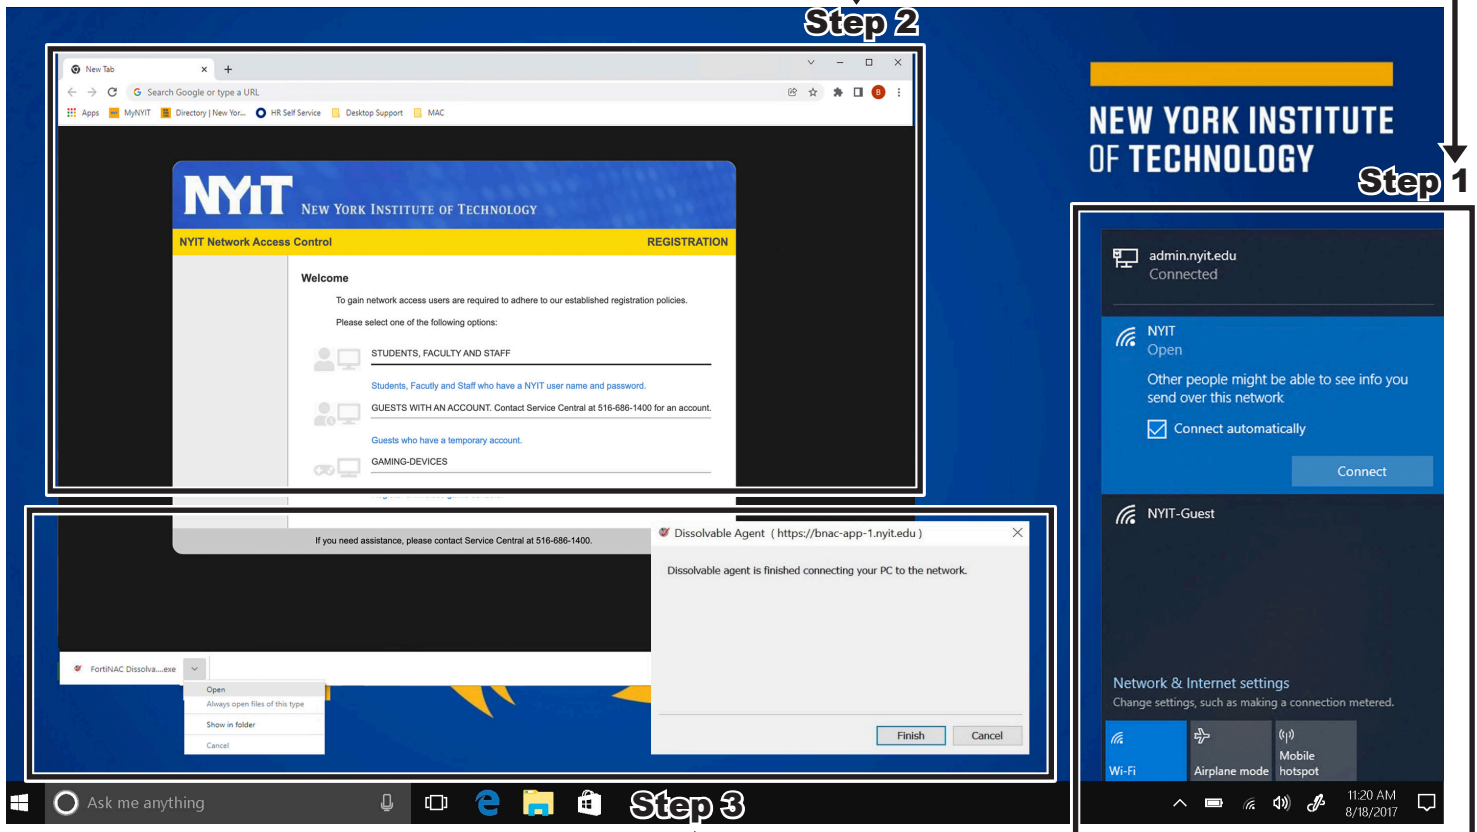 Step 2
New Tab
Search Google or type a URL
Apps
MyNYIT
Directory | New Yor...
HR Self Service
Desktop Support
MAC
B
NYIT
NEW YORK INSTITUTE OF TECHNOLOGY
NYIT Network Access Control
REGISTRATION
Welcome
To gain network access users are required to adhere to our established registration policies.
Please select one of the following options:
STUDENTS, FACULTY AND STAFF
Students, Facutly and Staff who have a NYIT user name and password.
GUESTS WITH AN ACCOUNT. Contact Service Central at 516-686-1400 for an account.
Guests who have a temporary account.
GAMING-DEVICES
If you need assistance, please contact Service Central at 516-686-1400.
FortiNAC Dissolva....exe
Open
Always open files of this type
Show in folder
Cancel
Dissolvable Agent ( https://bnac-app-1.nyit.edu )
Dissolvable agent is finished connecting your PC to the network.
Finish
Cancel
Step 3
NEW YORK INSTITUTE
OF TECHNOLOGY
Step 1
admin.nyit.edu
Connected
NYIT
Open
Other people might be able to see info you
send over this network
Connect automatically
Connect
NYIT-Guest
Network & Internet settings
Change settings, such as making a connection metered.
Wi-Fi
Airplane mode
Mobile
hotspot
Ask me anything
11:20 AM
8/18/2017